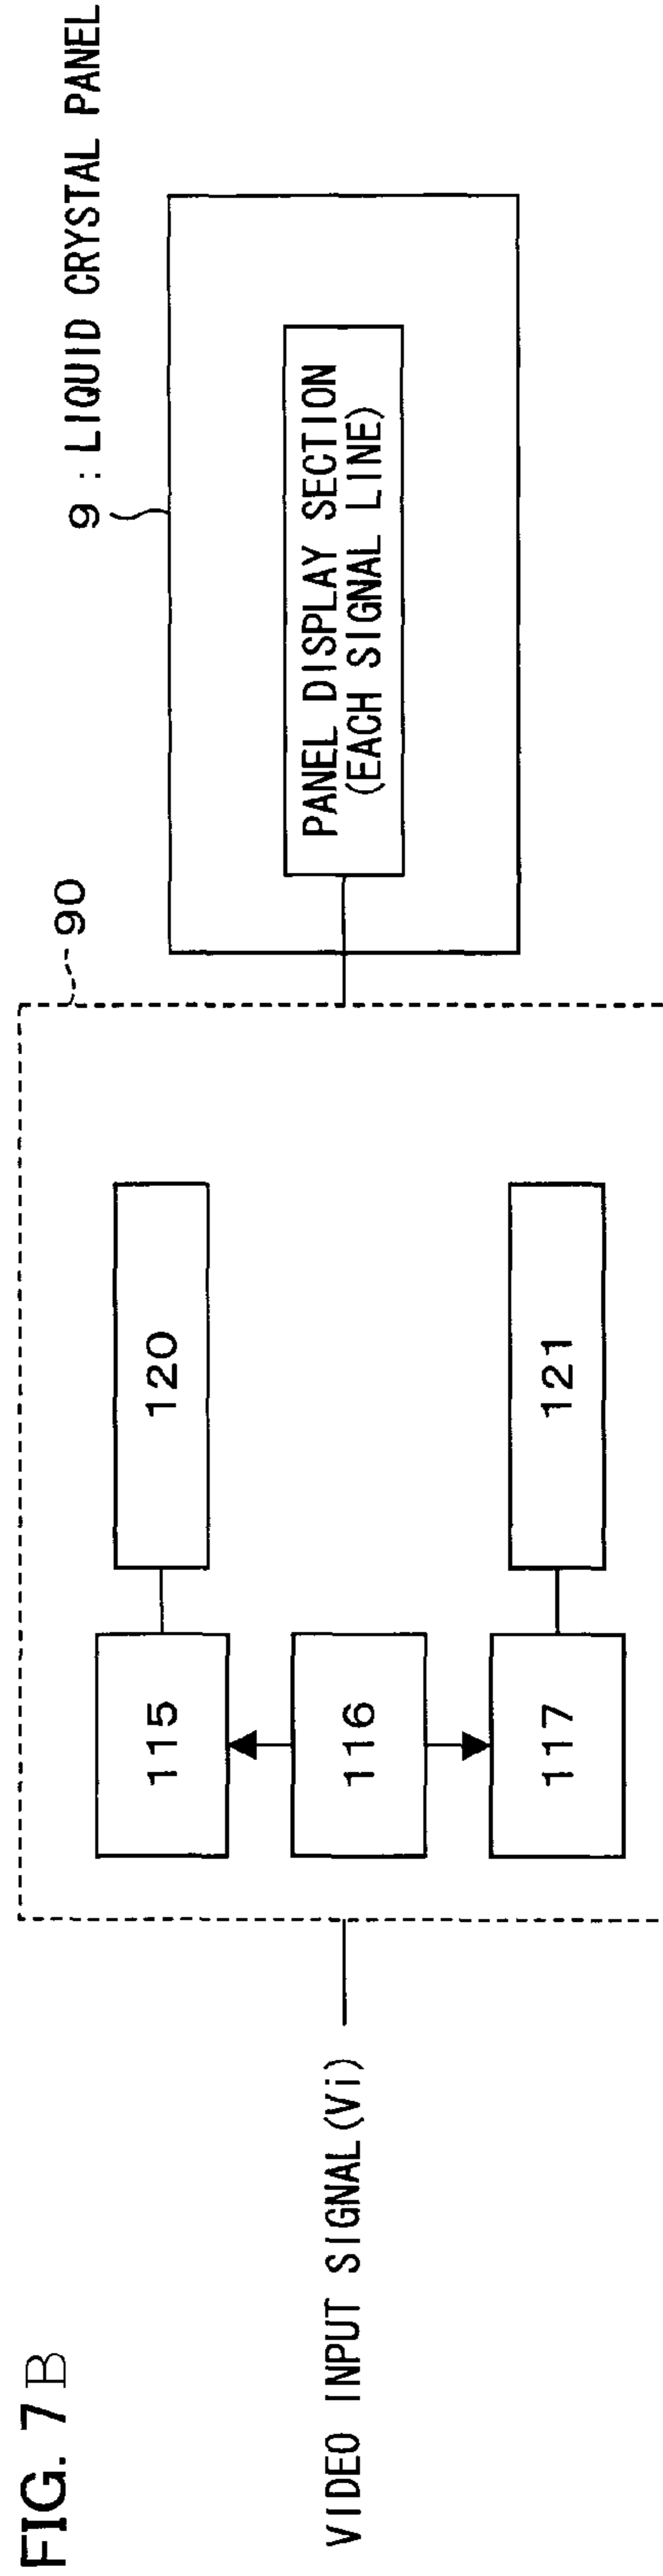 FIG. 7B
VIDEO INPUT SIGNAL(Vi)
90
115
116
117
120
121
9 : LIQUID CRYSTAL PANEL
PANEL DISPLAY SECTION
(EACH SIGNAL LINE)